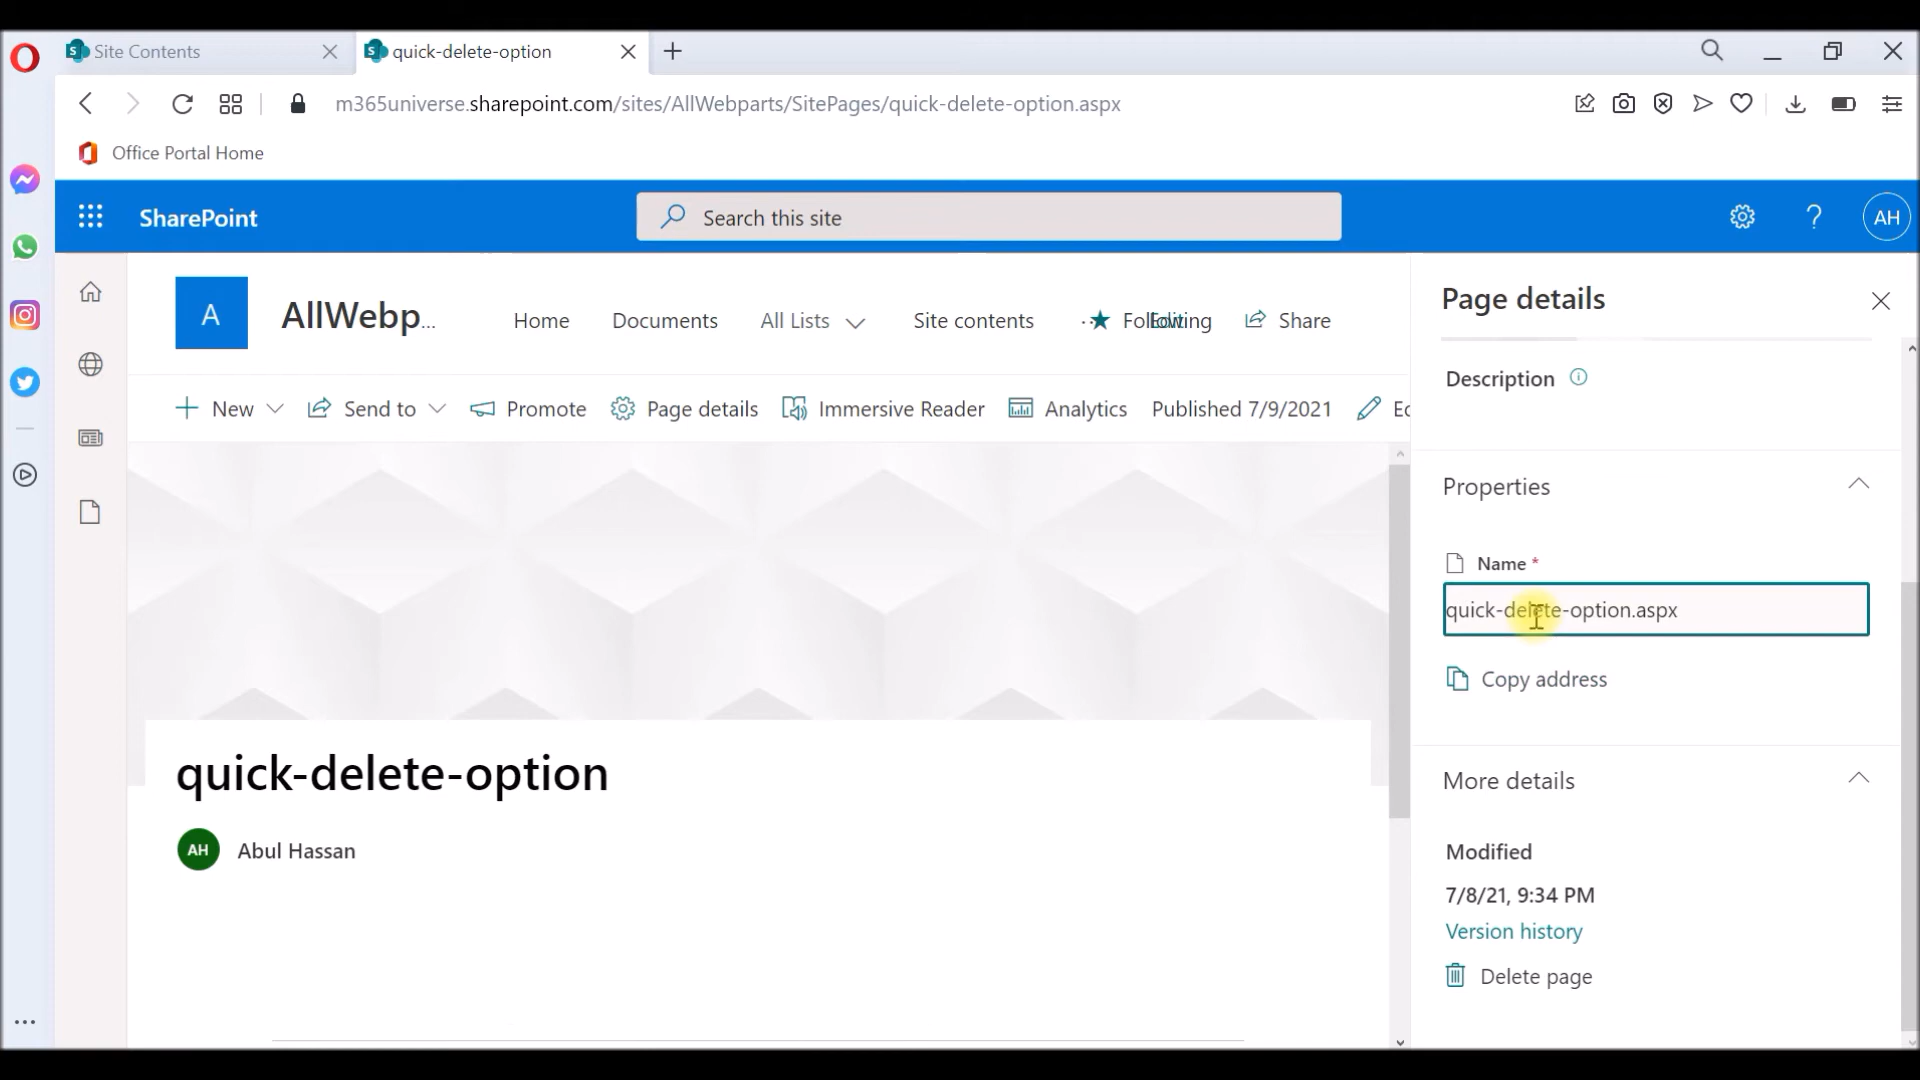 Site Contents
quick-delete-option
m365universe.sharepoint.com/sites/AllWebparts/SitePages/quick-delete-option.aspx
Office Portal Home
SharePoint
Search this site
AH
A
AllWebp...
Home
Documents
All Lists
Site contents
Following
Edit
Share
New
Send to
Promote
Page details
Immersive Reader
Analytics
Published 7/9/2021
quick-delete-option
AH
Abul Hassan
Page details
Description
Properties
Name *
quick-delete-option.aspx
Copy address
More details
Modified
7/8/21, 9:34 PM
Version history
Delete page